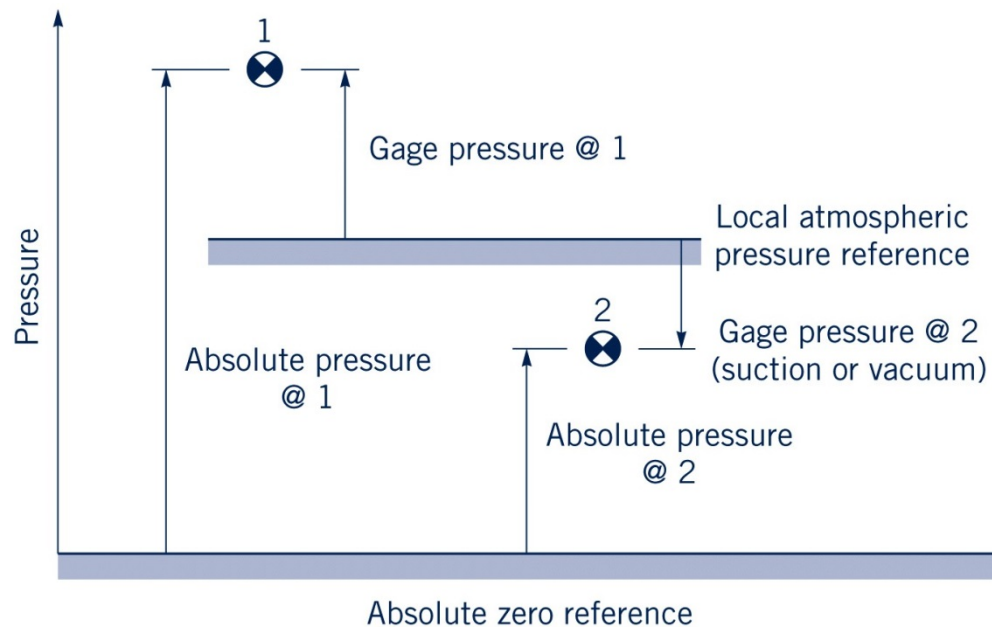 1
Gage pressure @ 1
Local atmospheric
pressure reference
Pressure
2
Gage pressure @ 2
(suction or vacuum)
Absolute pressure
@ 1
Absolute pressure
@ 2
Absolute zero reference